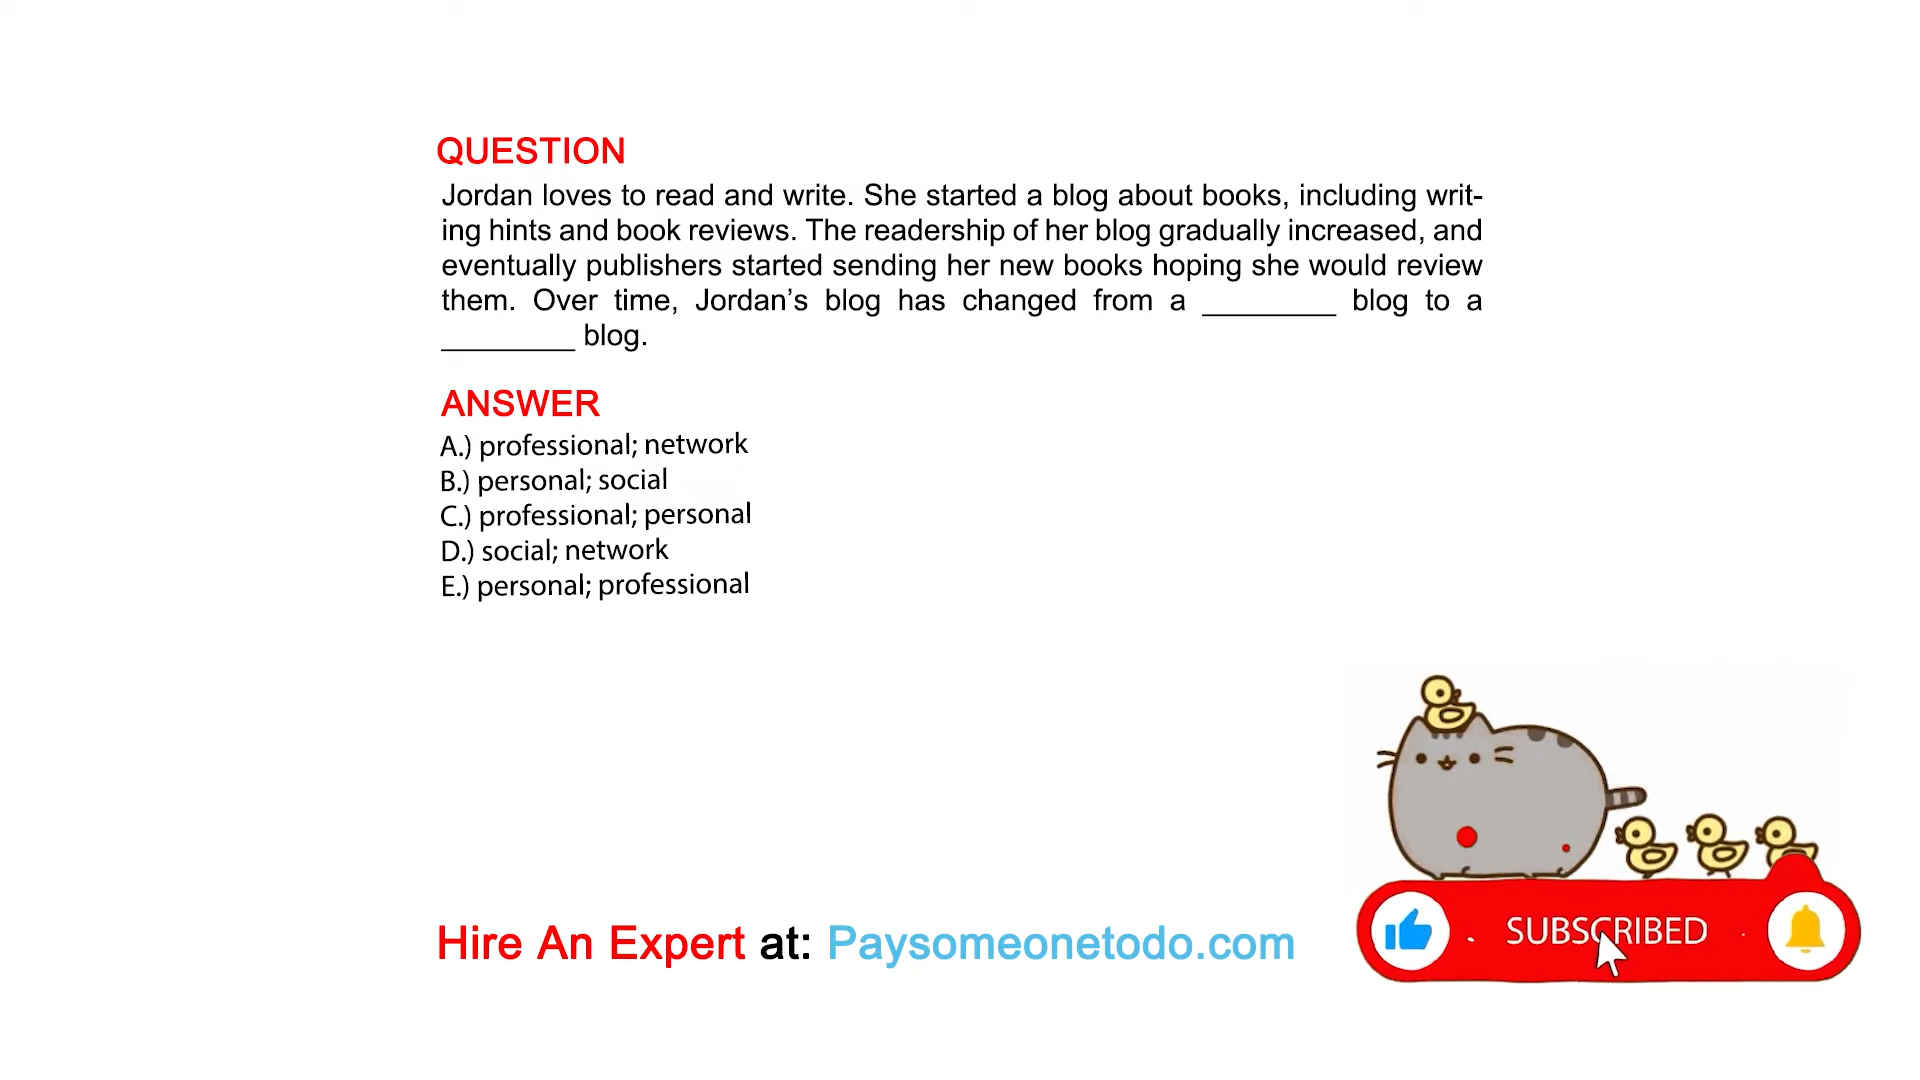 QUESTION
Jordan loves to read and write. She started a blog about books, including writ-
ing hints and book reviews. The readership of her blog gradually increased, and
eventually publishers started sending her new books hoping she would review
them. Over time, Jordan’s blog has changed from a ________ blog to a
________ blog.
ANSWER
A.) professional; network
B.) personal; social
C.) professional; personal
D.) social; network
E.) personal; professional
Hire An Expert at: Paysomeonetodo.com
SUBSCRIBED